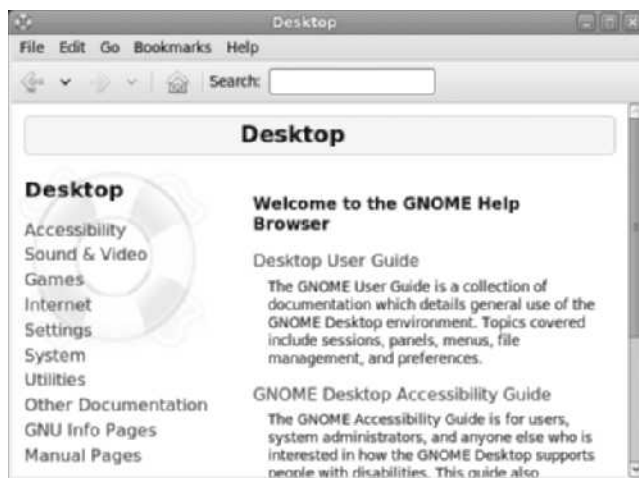 Desktop
File Edit Go Bookmarks Help
Search:
Desktop
Desktop
Accessibility
Sound & Video
Games
Internet
Settings
System
Utilities
Other Documentation
GNU Info Pages
Manual Pages
Welcome to the GNOME Help
Browser
Desktop User Guide
The GNOME User Guide is a collection of
documentation which details general use of the
GNOME Desktop environment. Topics covered
include sessions, panels, menus, file
management, and preferences.
GNOME Desktop Accessibility Guide
The GNOME Accessibility Guide is for users,
system administrators, and anyone else who is
interested in how the GNOME Desktop supports
people with disabilities. This guide also